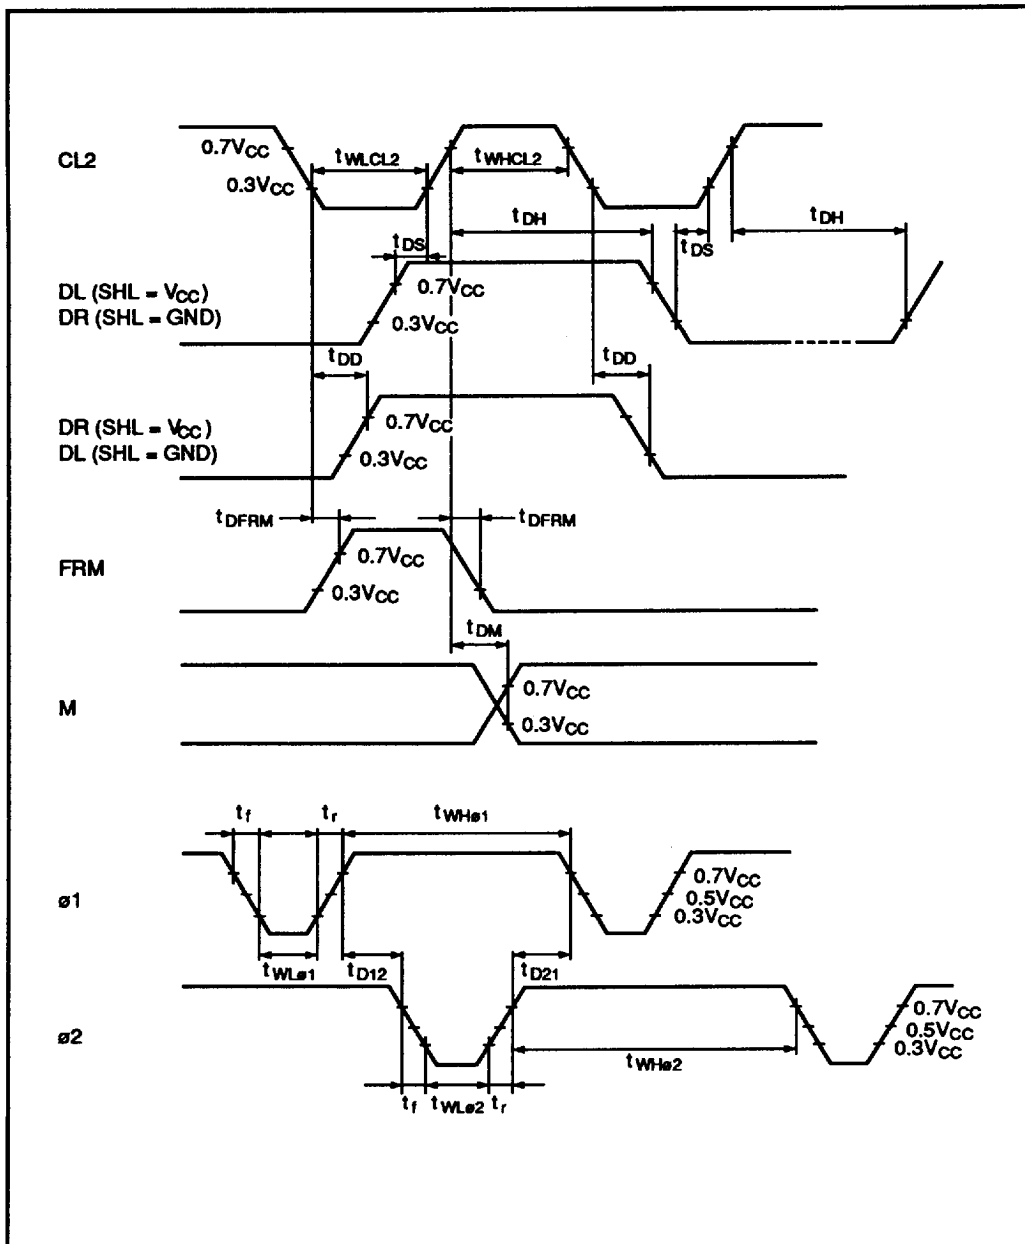 CL2
0.7VCC
0.3VCC
tWLCL2
tWHCL2
tDS
tDH
tDS
tDH
DL (SHL = VCC)
DR (SHL = GND)
0.7VCC
0.3VCC
tDD
tDD
DR (SHL = VCC)
DL (SHL = GND)
0.7VCC
0.3VCC
tDFRM
tDFRM
FRM
0.7VCC
0.3VCC
tDM
M
0.7VCC
0.3VCC
tf
tr
tWHø1
ø1
0.7VCC
0.5VCC
0.3VCC
tWLø1
tD12
tD21
ø2
0.7VCC
0.5VCC
0.3VCC
tWHø2
tf
tWLø2
tr